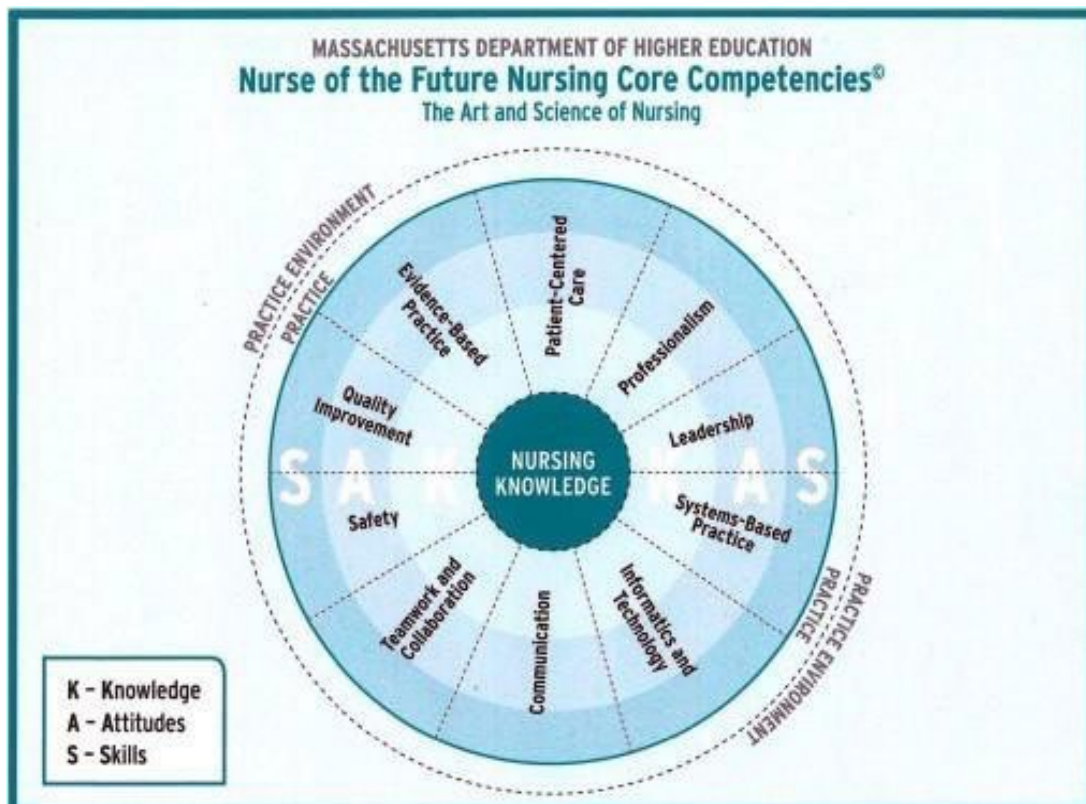 MASSACHUSETTS DEPARTMENT OF HIGHER EDUCATION
Nurse of the Future Nursing Core Competencies©
The Art and Science of Nursing
PRACTICE ENVIRONMENT
PRACTICE
Patient-Centered
Care
Professionalism
Leadership
Systems-Based
Practice
Informatics and
Technology
Communication
Teamwork and
Collaboration
Safety
Quality
Improvement
Evidence-Based
Practice
S A K
NURSING
KNOWLEDGE
K A S
PRACTICE
PRACTICE ENVIRONMENT
K – Knowledge
A – Attitudes
S – Skills